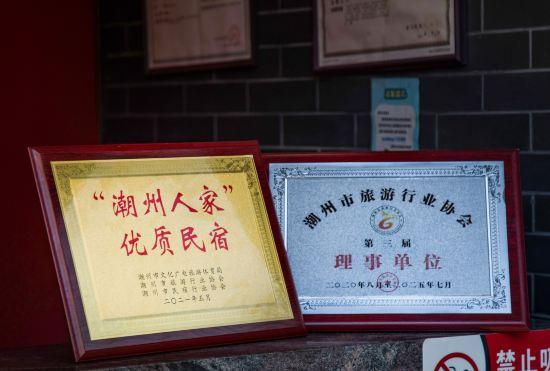 “潮州人家”
优质民宿
潮州市文化广电旅游体育局
潮州市旅游行业协会
潮州市民宿行业协会
二〇二一年五月
潮州市旅游行业协会
第三届
理事单位
二〇二〇年八月至二〇二五年七月
禁止吸